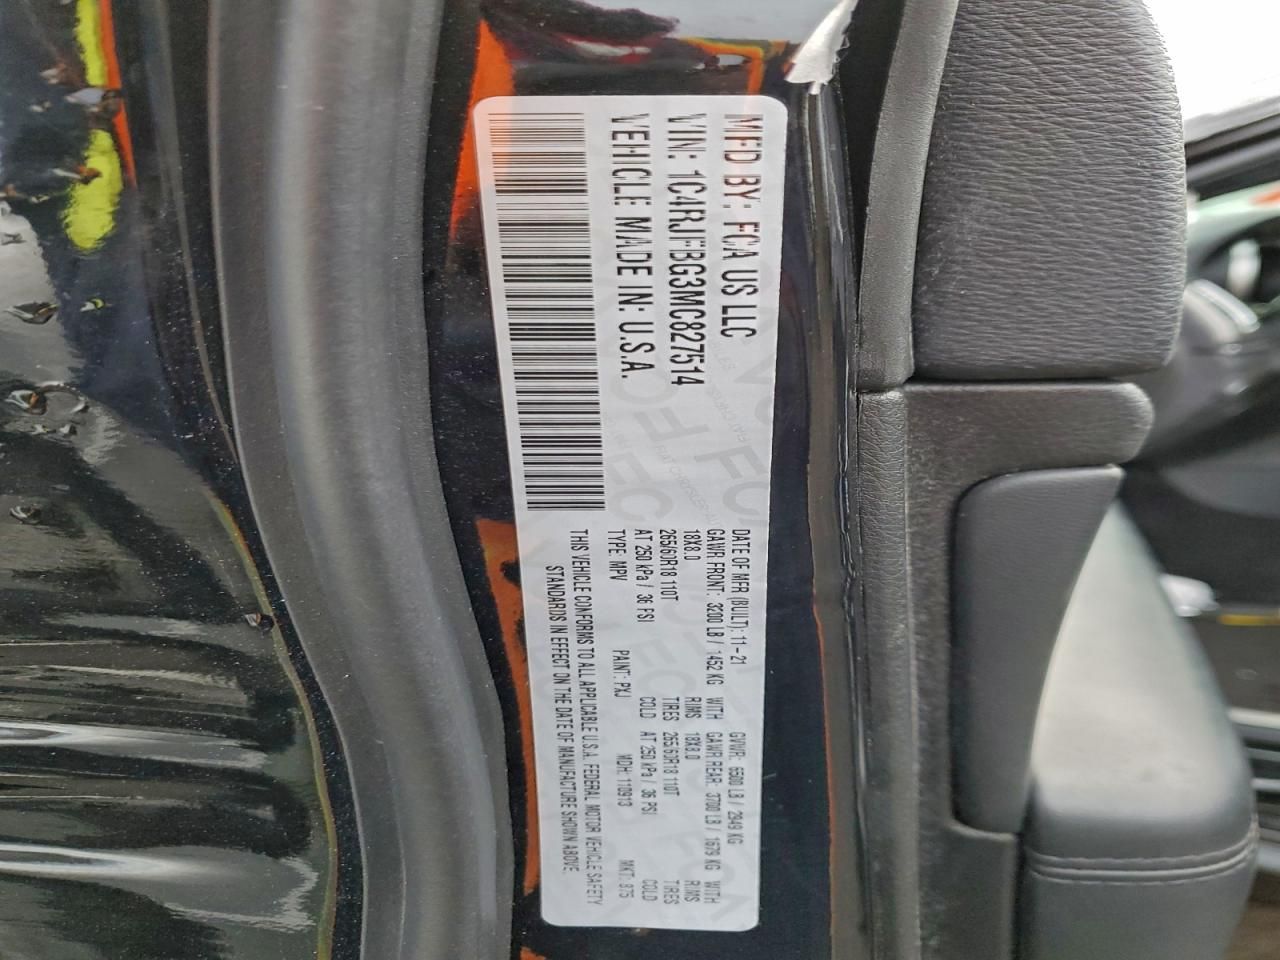 MFD BY: FCA US LLC
VIN: 1C4RJFBG3MC827514
VEHICLE MADE IN: U.S.A.
DATE OF MFR (BUILT): 11-21 GVWR: 6500 LB / 2949 KG
GAWR FRONT: 3200 LB / 1452 KG WITH GAWR REAR: 3700 LB / 1679 KG WITH
18X8.0 RIMS 18X8.0 RIMS
265/60R18 110T TIRES 265/60R18 110T TIRES
AT 250 kPa / 36 PSI COLD AT 250 kPa / 36 PSI COLD
TYPE: MPV PAINT: PXJ MDH: 110913 MKT: 875
THIS VEHICLE CONFORMS TO ALL APPLICABLE U.S.A. FEDERAL MOTOR VEHICLE SAFETY
STANDARDS IN EFFECT ON THE DATE OF MANUFACTURE SHOWN ABOVE.